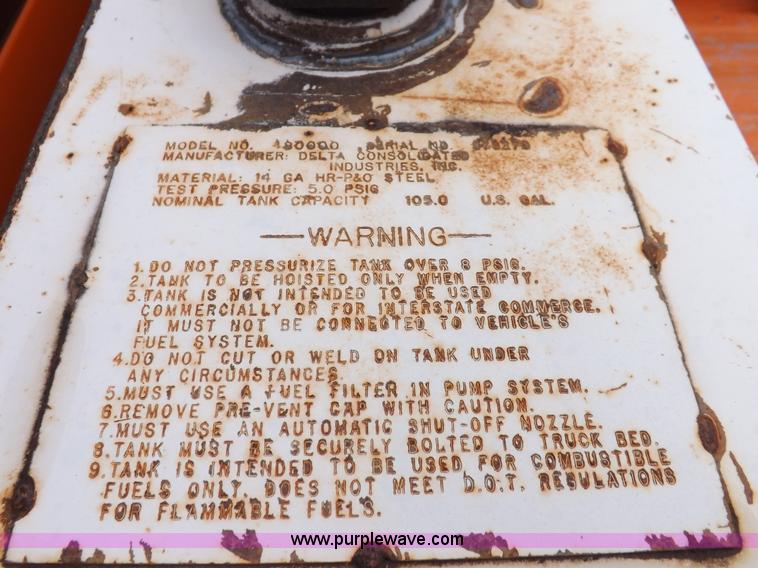 MODEL NO. 490000 SERIAL NO.
MANUFACTURER: DELTA CONSOLIDATED
INDUSTRIES, INC.
MATERIAL: 14 GA HR-P&O STEEL
TEST PRESSURE: 5.0 PSIG
NOMINAL TANK CAPACITY 105.0 U.S. GAL.
—WARNING—
1. DO NOT PRESSURIZE TANK OVER 8 PSIG.
2. TANK TO BE HOISTED ONLY WHEN EMPTY.
3. TANK IS NOT INTENDED TO BE USED
COMMERCIALLY OR FOR INTERSTATE COMMERCE.
IT MUST NOT BE CONNECTED TO VEHICLE'S
FUEL SYSTEM.
4. DO NOT CUT OR WELD ON TANK UNDER
ANY CIRCUMSTANCES
5. MUST USE A FUEL FILTER IN PUMP SYSTEM.
6. REMOVE PRE-VENT CAP WITH CAUTION.
7. MUST USE AN AUTOMATIC SHUT-OFF NOZZLE.
8. TANK MUST BE SECURELY BOLTED TO TRUCK BED.
9. TANK IS INTENDED TO BE USED FOR COMBUSTIBLE
FUELS ONLY. DOES NOT MEET D.O.T. REGULATIONS
FOR FLAMMABLE FUELS.
www.purplewave.com